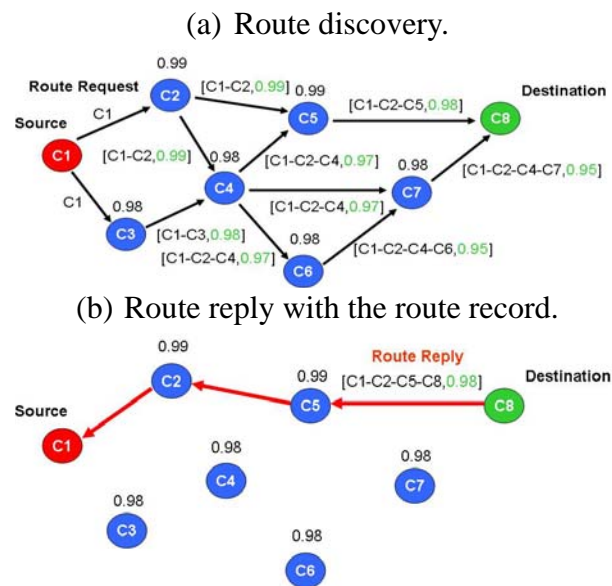 (a) Route discovery.
0.99
Route Request
C2
[C1-C2,0.99]
0.99
Destination
C1
C5
[C1-C2-C5,0.98]
C8
Source
C1
[C1-C2,0.99]
0.98
[C1-C2-C4,0.97]
0.98
C4
C7
[C1-C2-C4-C7,0.95]
C1
0.98
[C1-C2-C4,0.97]
C3
[C1-C3,0.98]
0.98
[C1-C2-C4,0.97]
C6
[C1-C2-C4-C6,0.95]
(b) Route reply with the route record.
0.99
Route Reply
C2
0.99
[C1-C2-C5-C8,0.98]
Destination
Source
C5
C8
C1
0.98
0.98
C4
C7
0.98
C3
0.98
C6